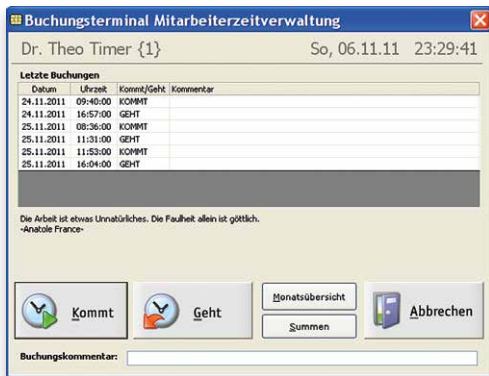 Buchungsterminal Mitarbeiterzeitverwaltung
Dr. Theo Timer {1} So, 06.11.11 23:29:41
Letzte Buchungen
Datum Uhrzeit Kommt/Geht Kommentar
24.11.2011 09:40:00 KOMMT
24.11.2011 16:57:00 GEHT
25.11.2011 08:36:00 KOMMT
25.11.2011 11:31:00 GEHT
25.11.2011 11:53:00 KOMMT
25.11.2011 16:04:00 GEHT
Die Arbeit ist etwas Unnatürliches. Die Faulheit allein ist göttlich.
-Anatole France-
Kommt Geht Monatsübersicht Abbrechen
Summen
Buchungskommentar: